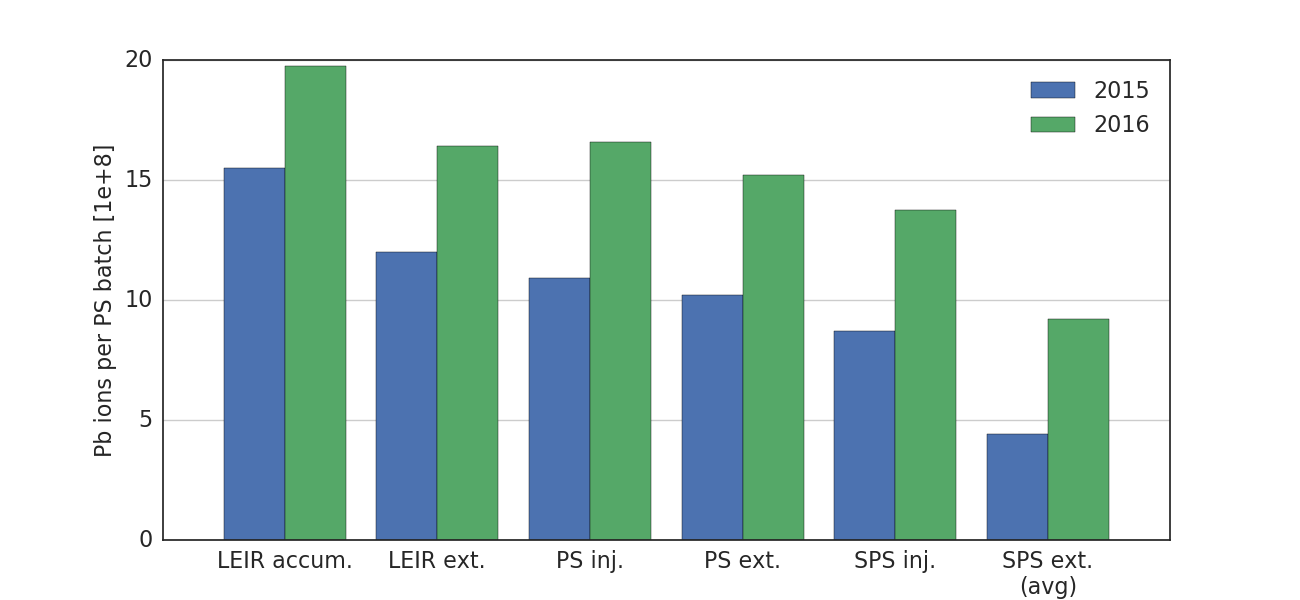 20
15
10
5
0
Pb ions per PS batch [1e+8]
2015
2016
LEIR accum.
LEIR ext.
PS inj.
PS ext.
SPS inj.
SPS ext.
(avg)